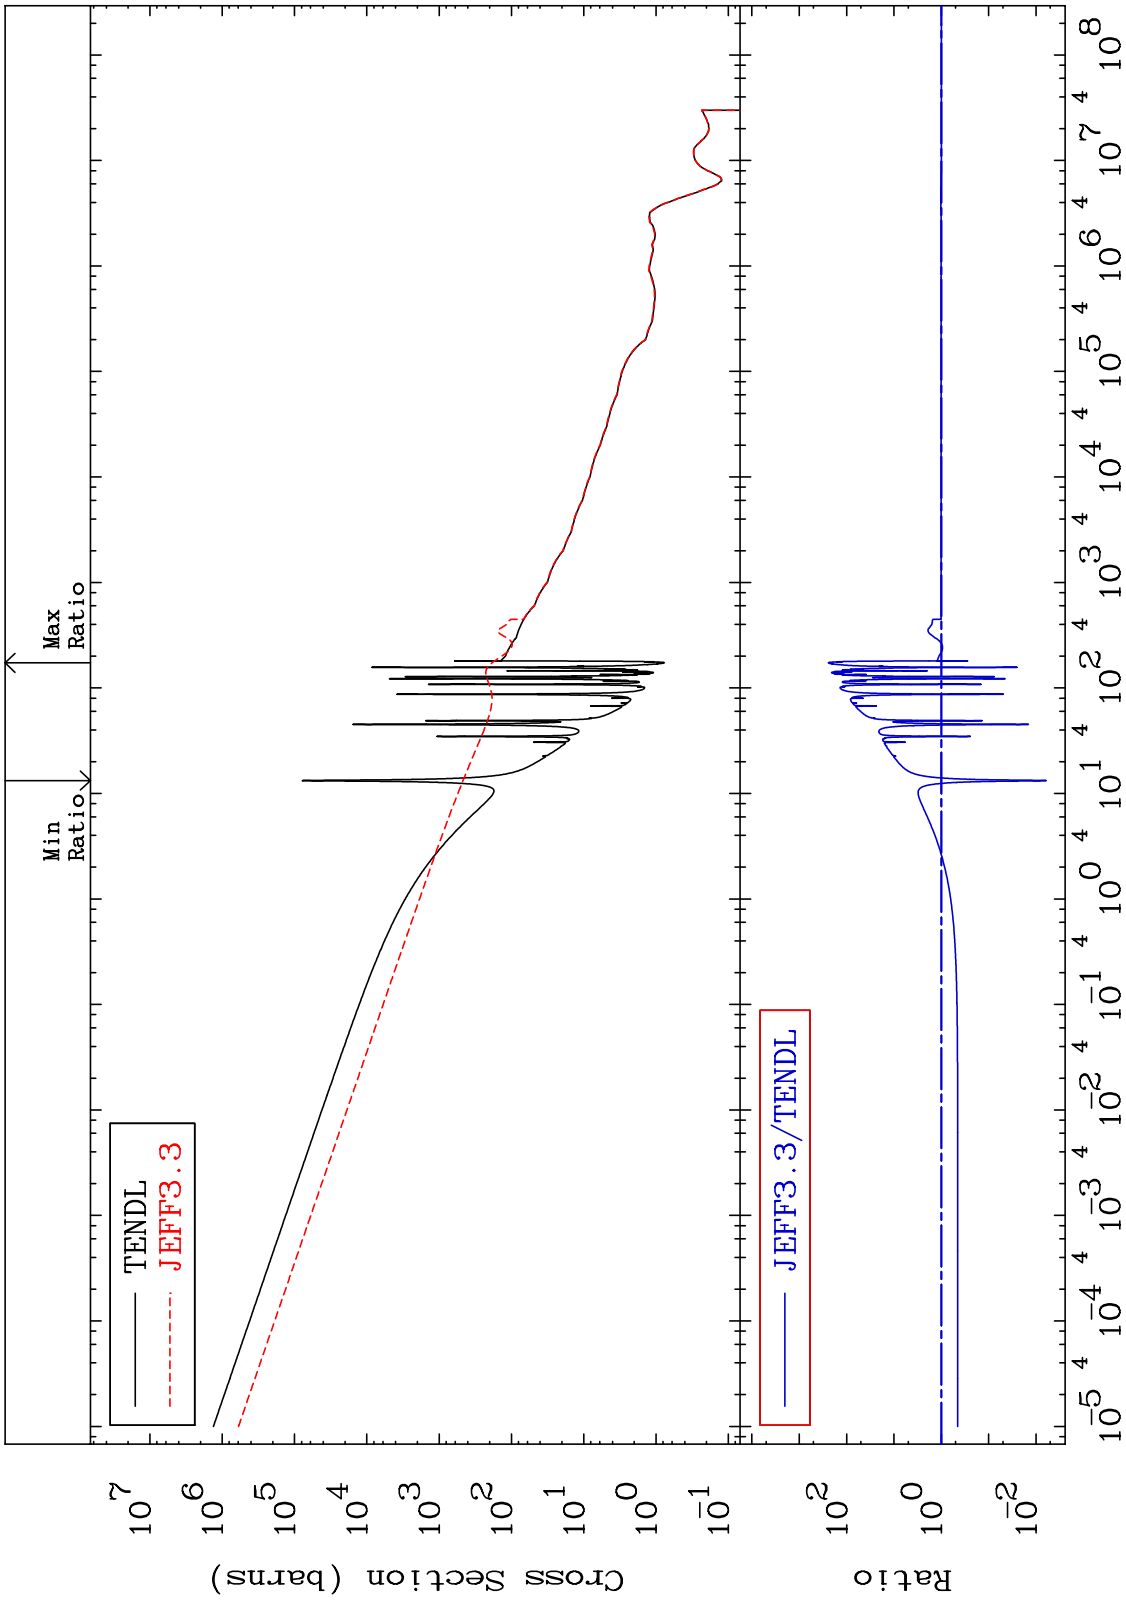 Min
Ratio
Max
Ratio
TENDL
JEFF3.3
10^7
10^6
10^5
10^4
10^3
10^2
10^1
10^0
10^-1
Cross Section (barns)
JEFF3.3/TENDL
10^2
10^0
10^-2
Ratio
10^-5 4 10^-4 4 10^-3 4 10^-2 4 10^-1 4 10^0 4 10^1 4 10^2 4 10^3 4 10^4 4 10^5 4 10^6 4 10^7 4 10^8